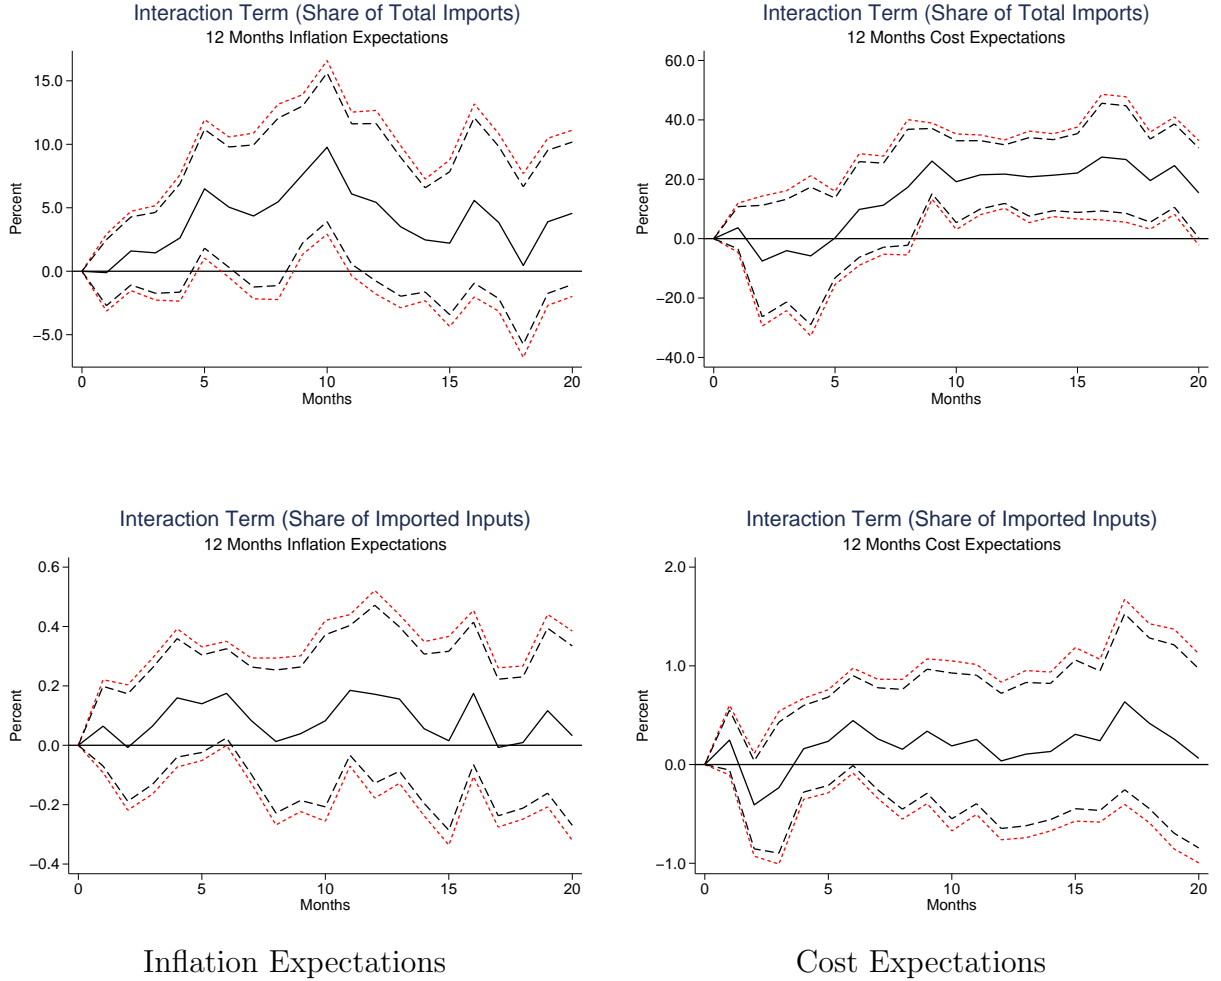 Interaction Term (Share of Total Imports)
12 Months Inflation Expectations
Percent
15.0
10.0
5.0
0.0
−5.0
0 5 10 15 20
Months
Interaction Term (Share of Total Imports)
12 Months Cost Expectations
Percent
60.0
40.0
20.0
0.0
−20.0
−40.0
0 5 10 15 20
Months
Interaction Term (Share of Imported Inputs)
12 Months Inflation Expectations
Percent
0.6
0.4
0.2
0.0
−0.2
−0.4
0 5 10 15 20
Months
Interaction Term (Share of Imported Inputs)
12 Months Cost Expectations
Percent
2.0
1.0
0.0
−1.0
0 5 10 15 20
Months
Inflation Expectations
Cost Expectations